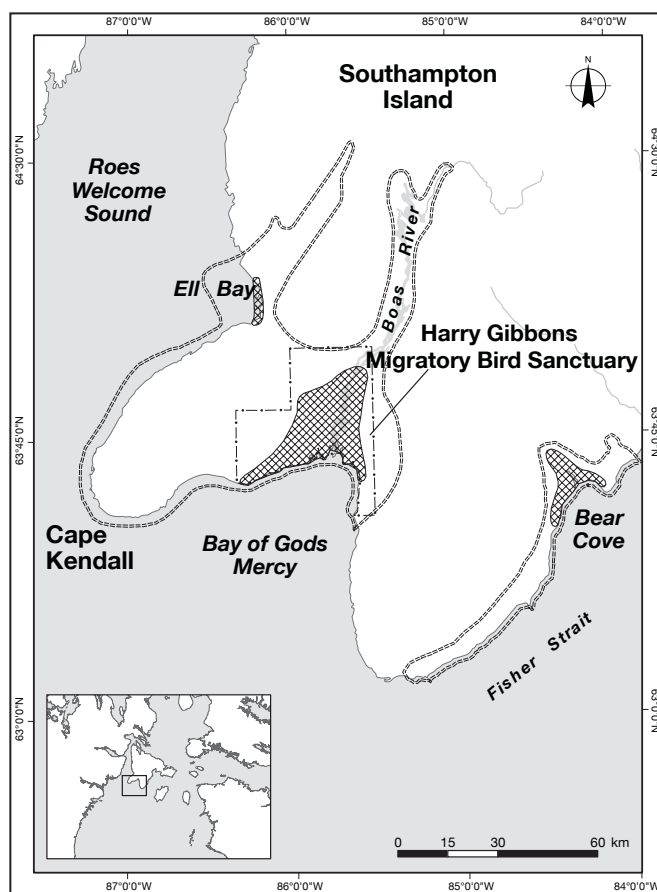 87°0'0"W 86°0'0"W 85°0'0"W 84°0'0"W
Southampton
Island
N
64°30'0"N
64°30'0"N
Roes
Welcome
Sound
Boas River
Ell Bay
Harry Gibbons
Migratory Bird Sanctuary
63°45'0"N
63°45'0"N
Cape
Kendall
Bay of Gods
Mercy
Bear
Cove
Fisher Strait
63°0'0"N
63°0'0"N
0 15 30 60 km
87°0'0"W 86°0'0"W 85°0'0"W 84°0'0"W